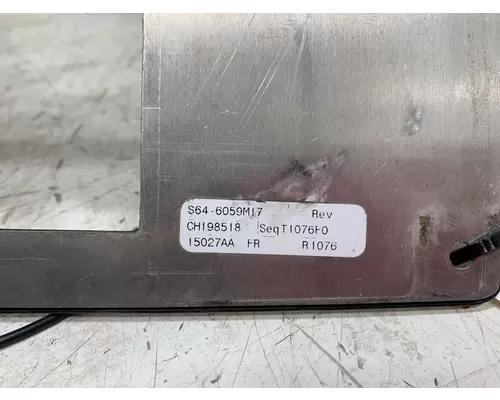 S64-6059M17 Rev
CH198518 SeqT1076F0
15027AA FR R1076